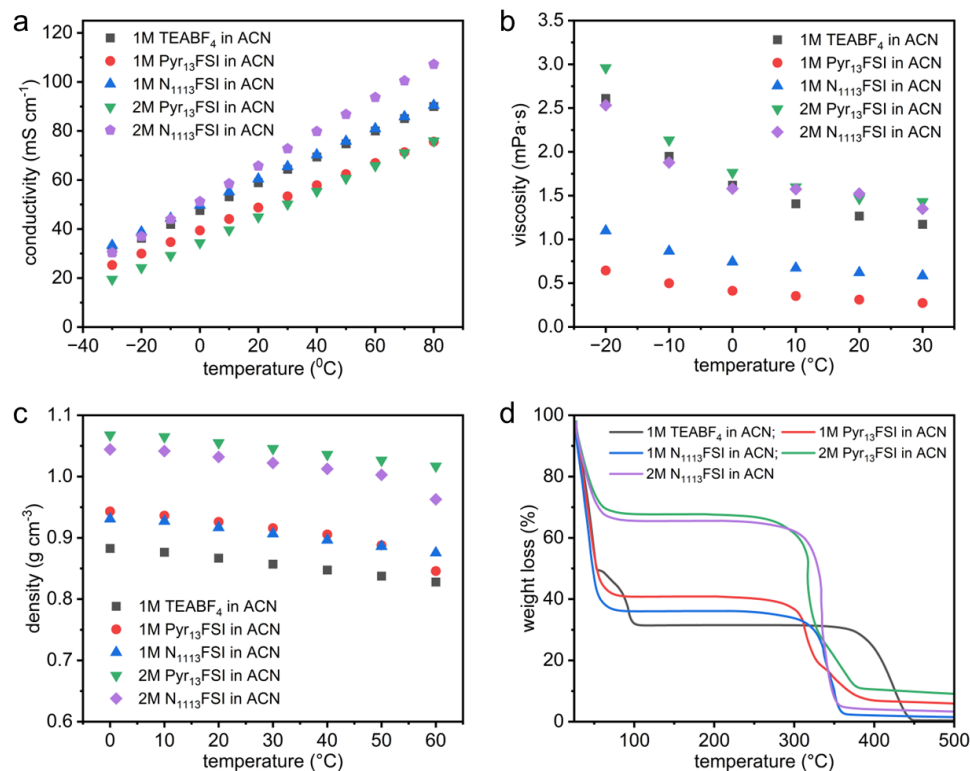 a
120
100
80
60
40
20
0
conductivity (mS cm⁻¹)
1M TEABF₄ in ACN
1M Pyr₁₃FSI in ACN
1M N₁₁₁₃FSI in ACN
2M Pyr₁₃FSI in ACN
2M N₁₁₁₃FSI in ACN
−40 −20 0 20 40 60 80
temperature (⁰C)
b
3.5
3.0
2.5
2.0
1.5
1.0
0.5
0.0
viscosity (mPa·s)
1M TEABF₄ in ACN
1M Pyr₁₃FSI in ACN
1M N₁₁₁₃FSI in ACN
2M Pyr₁₃FSI in ACN
2M N₁₁₁₃FSI in ACN
−20 −10 0 10 20 30
temperature (°C)
c
1.1
1.0
0.9
0.8
0.7
0.6
density (g cm⁻³)
1M TEABF₄ in ACN
1M Pyr₁₃FSI in ACN
1M N₁₁₁₃FSI in ACN
2M Pyr₁₃FSI in ACN
2M N₁₁₁₃FSI in ACN
0 10 20 30 40 50 60
temperature (°C)
d
100
80
60
40
20
0
weight loss (%)
1M TEABF₄ in ACN; 1M Pyr₁₃FSI in ACN
1M N₁₁₁₃FSI in ACN; 2M Pyr₁₃FSI in ACN
2M N₁₁₁₃FSI in ACN
100 200 300 400 500
temperature (°C)